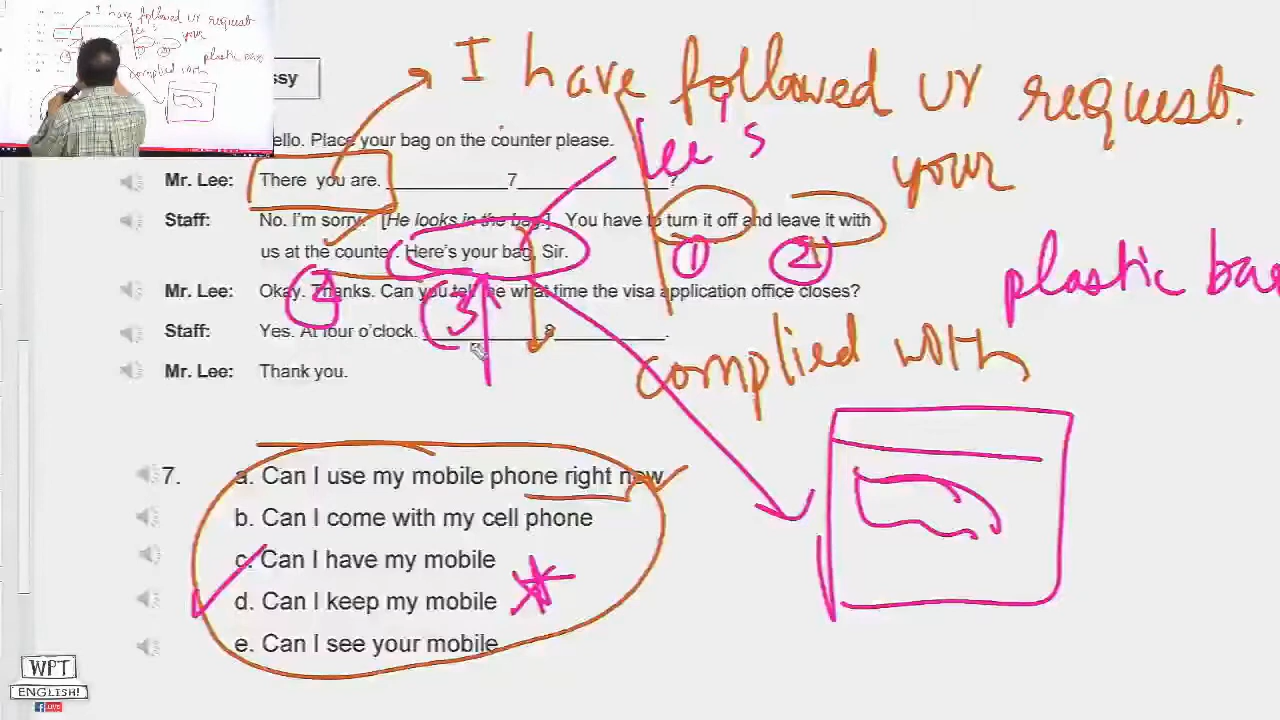 I have followed ur request.
ssy
ello. Place your bag on the counter please.
Lee's
Mr. Lee: There you are. 7 ?
your
Staff: No. I'm sorry. [He looks in the bag.] You have to turn it off and leave it with
us at the counter. Here's your bag, Sir.
1 2
plastic bag
Mr. Lee: Okay. Thanks. Can you tell me what time the visa application office closes?
3
Staff: Yes. At four o'clock. 8 .
complied with
Mr. Lee: Thank you.
7. a. Can I use my mobile phone right now
b. Can I come with my cell phone
c. Can I have my mobile
d. Can I keep my mobile
e. Can I see your mobile
WPT
ENGLISH!
f LIVE